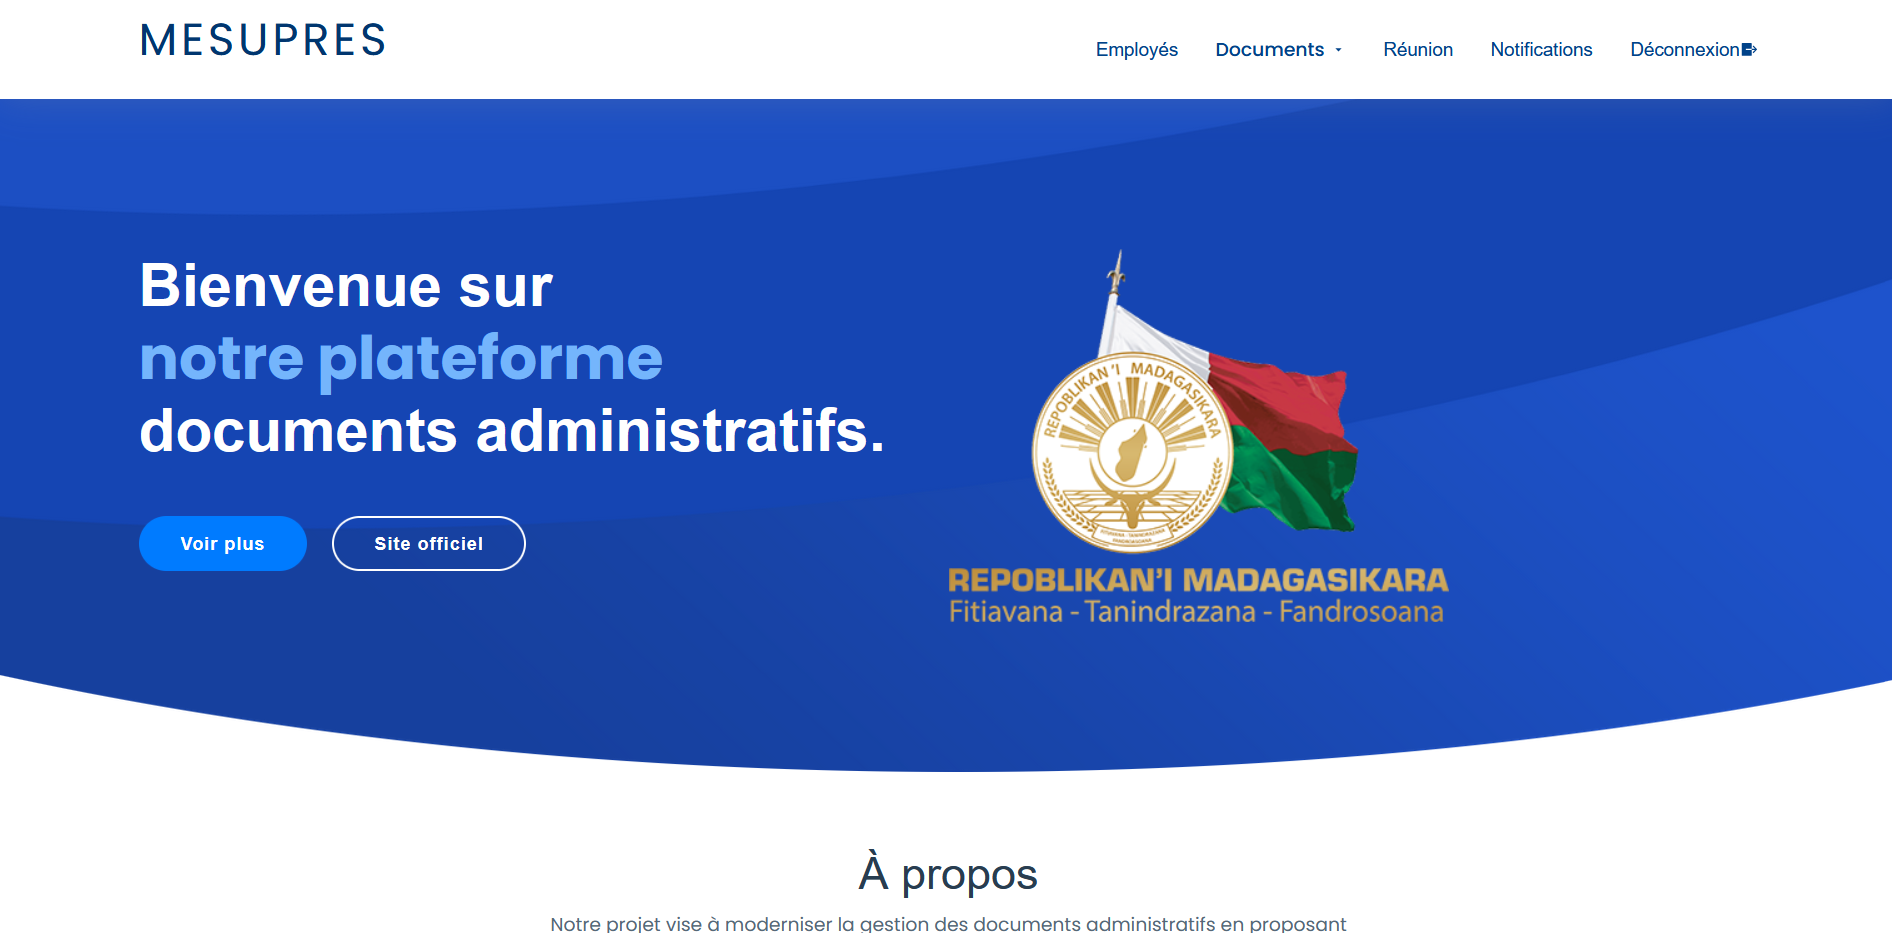 MESUPRES
Employés
Documents
Réunion
Notifications
Déconnexion
Bienvenue sur
notre plateforme
documents administratifs.
Voir plus
Site officiel
REPOBLIKAN'I MADAGASIKARA
REPOBLIKAN'I MADAGASIKARA
Fitiavana - Tanindrazana - Fandrosoana
À propos
Notre projet vise à moderniser la gestion des documents administratifs en proposant